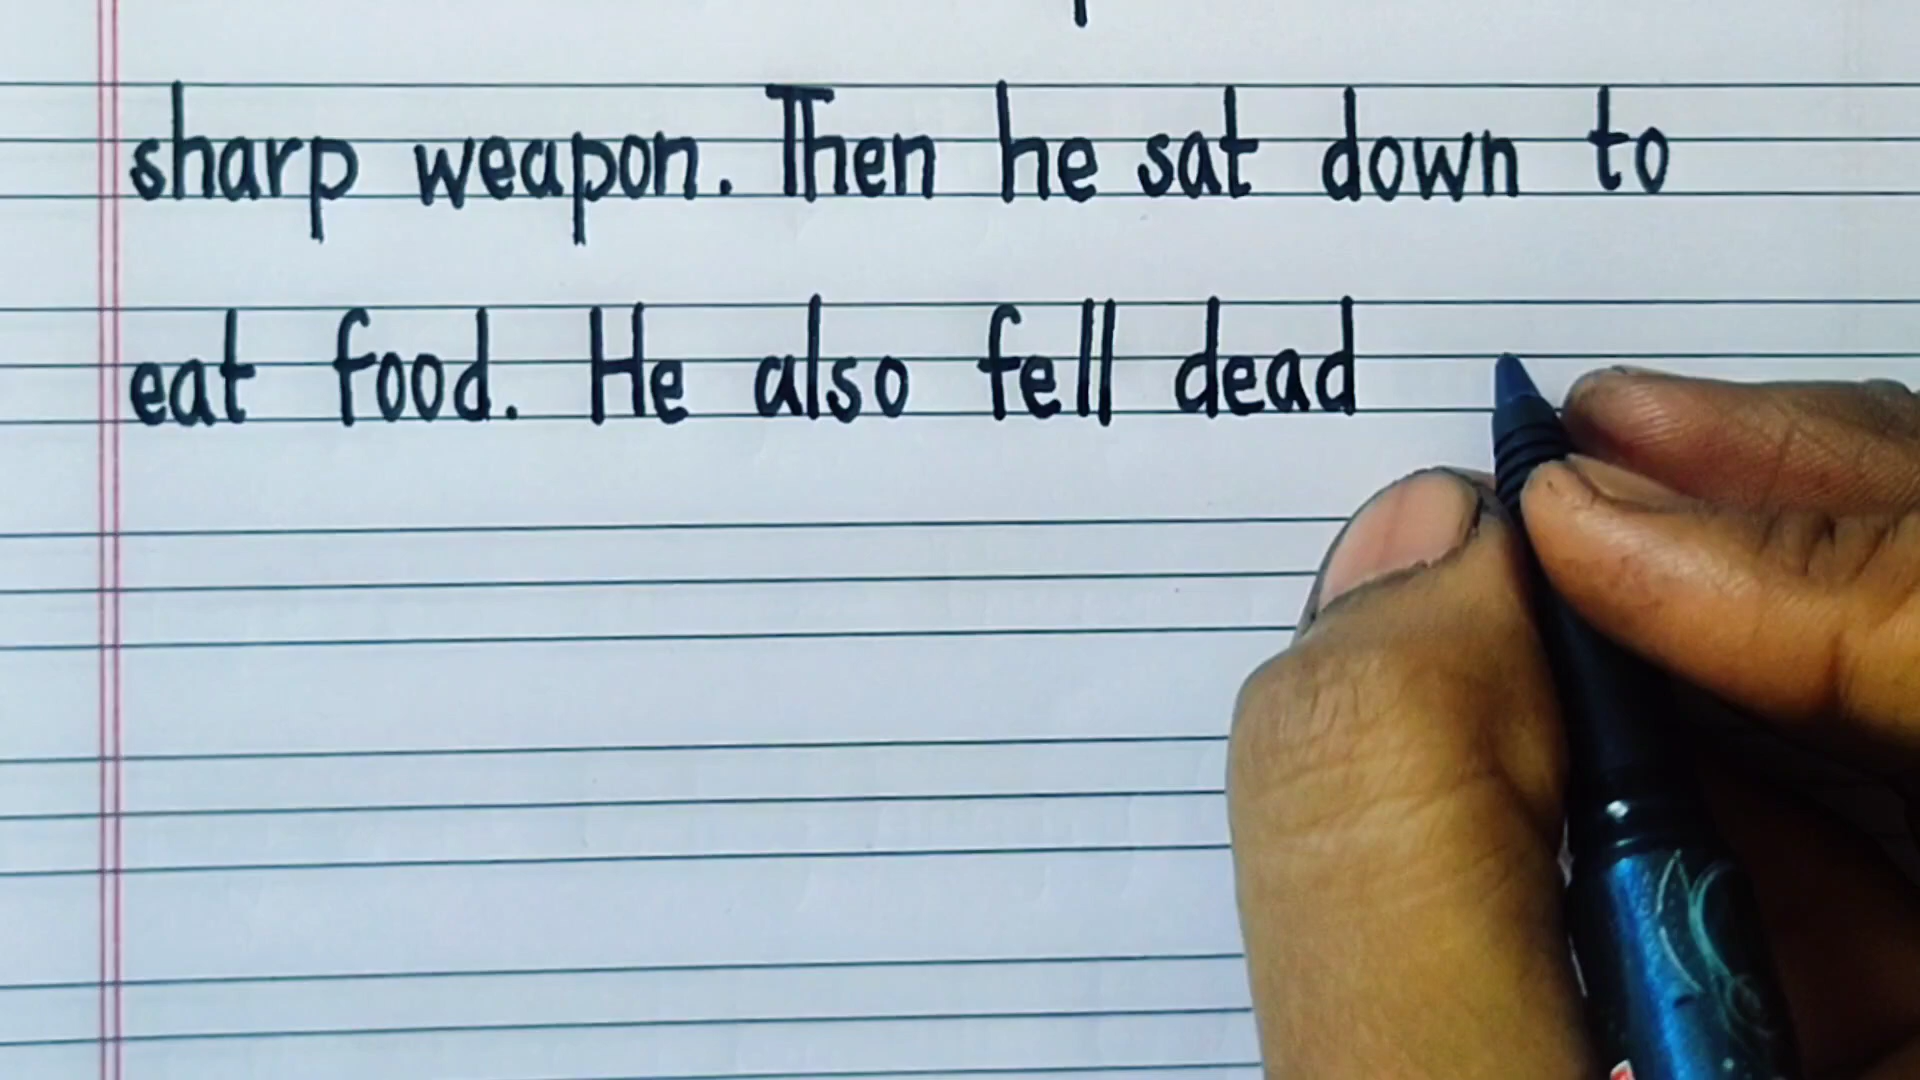 sharp weapon. Then he sat down to
eat food. He also fell dead